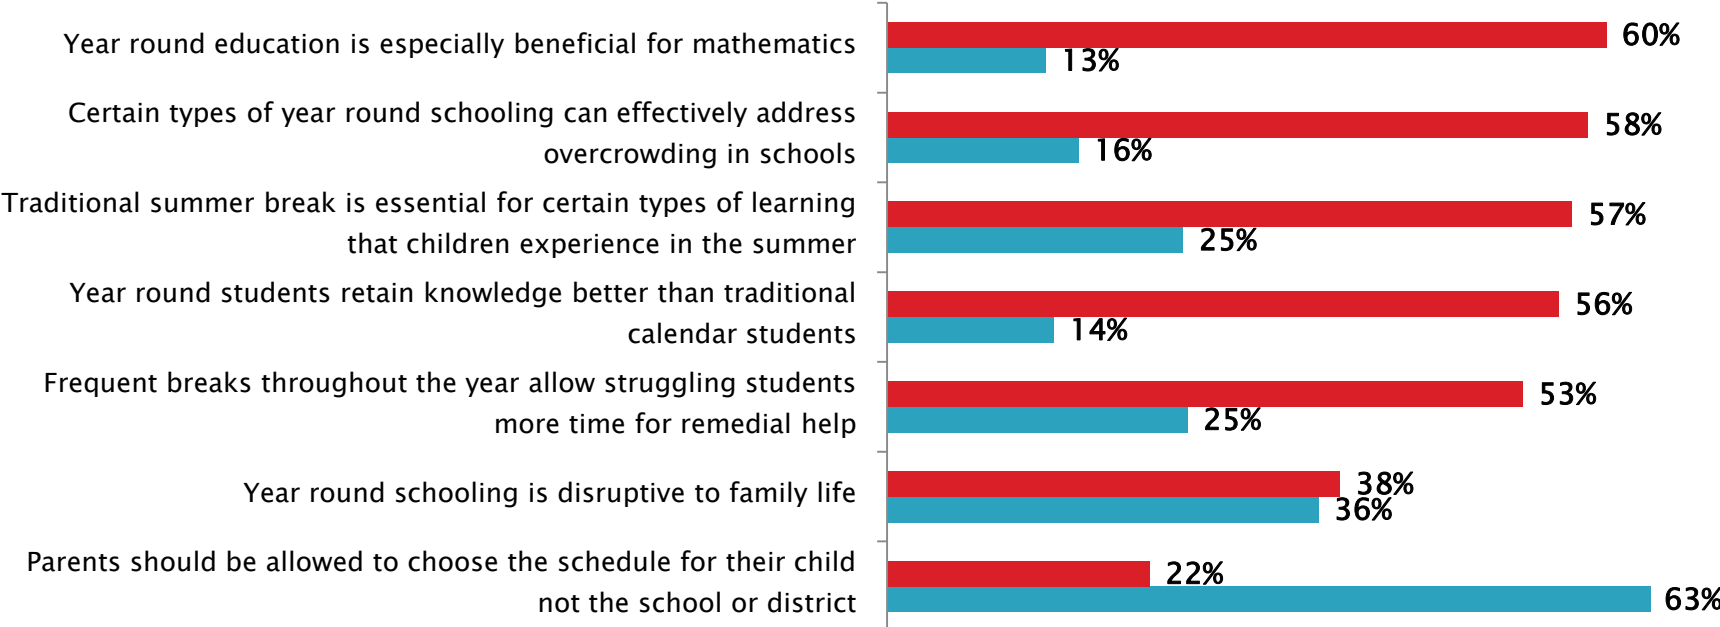 Year round education is especially beneficial for mathematics
60%
13%
Certain types of year round schooling can effectively address
overcrowding in schools
58%
16%
Traditional summer break is essential for certain types of learning
that children experience in the summer
57%
25%
Year round students retain knowledge better than traditional
calendar students
56%
14%
Frequent breaks throughout the year allow struggling students
more time for remedial help
53%
25%
Year round schooling is disruptive to family life
38%
36%
Parents should be allowed to choose the schedule for their child
not the school or district
22%
63%